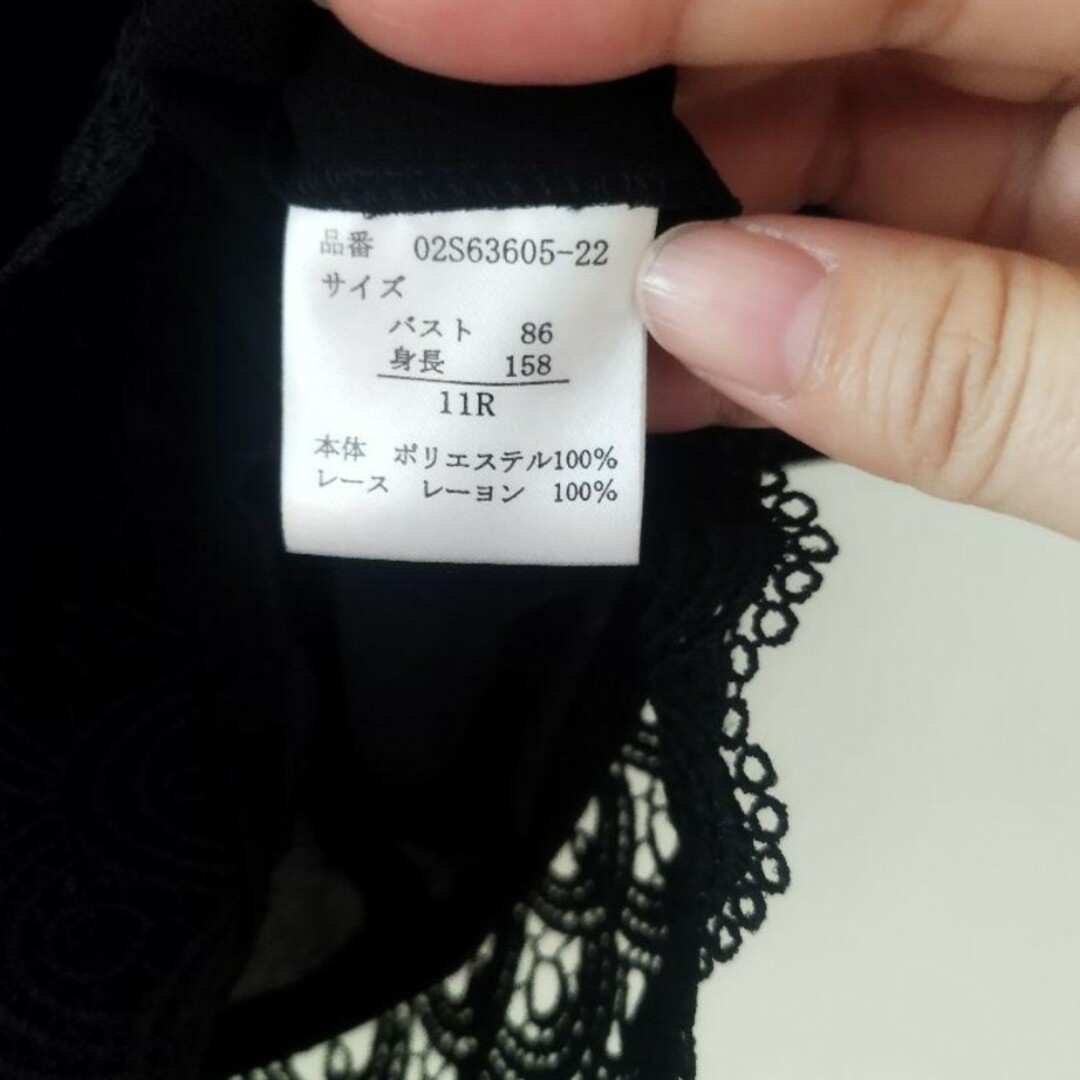 品番 02S63605-22
サイズ
バスト 86
身長 158
11R
本体 ポリエステル100%
レース レーヨン 100%